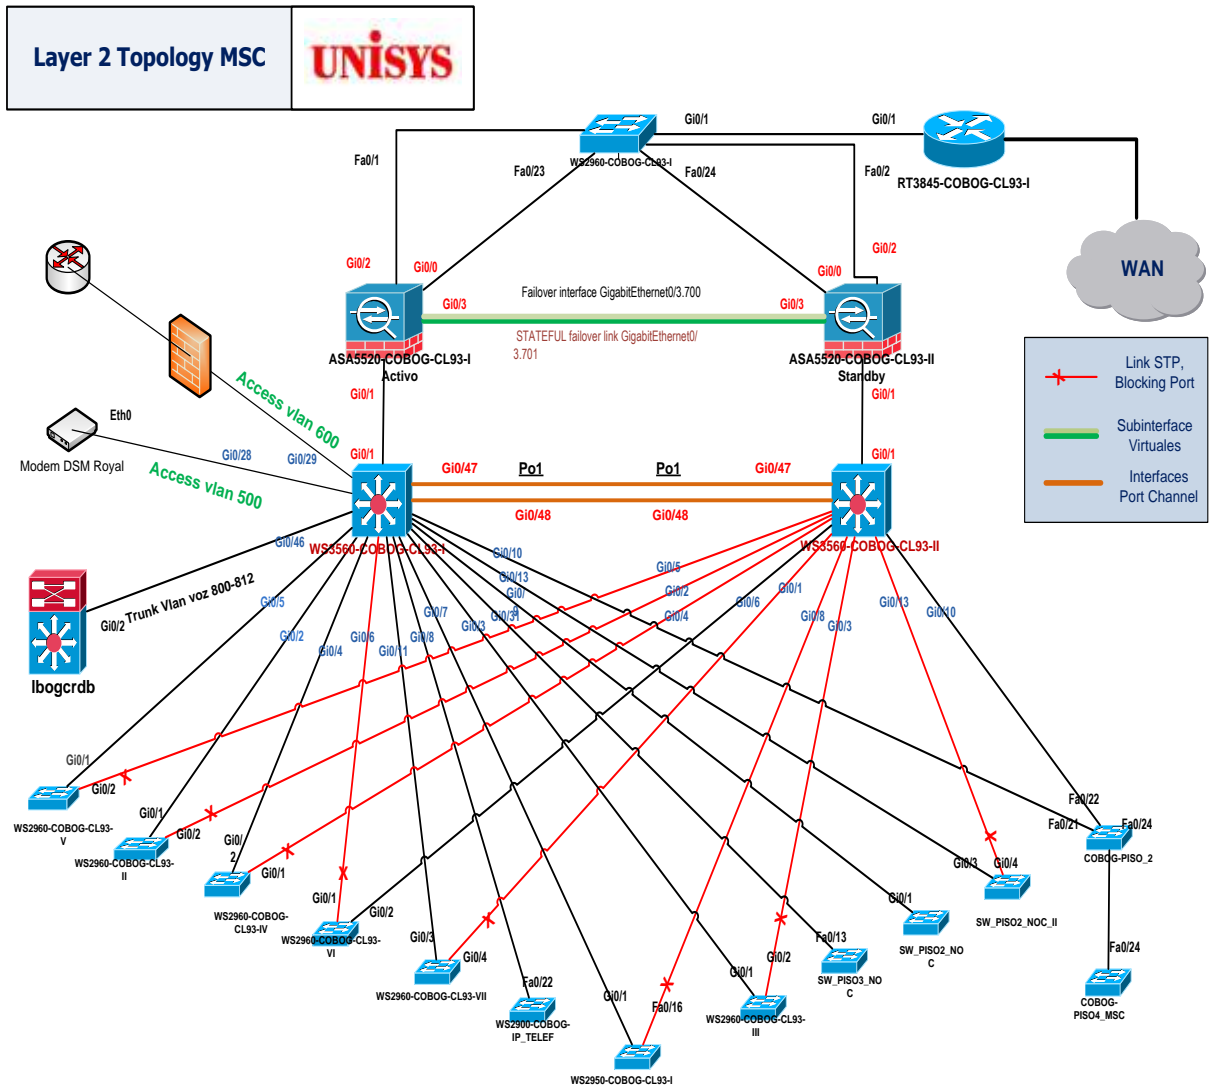 Layer 2 Topology MSC
UNISYS
Gi0/1
Gi0/1
Fa0/1
Fa0/23
WS2960-COBOG-CL93-I
Fa0/24
Fa0/2
RT3845-COBOG-CL93-I
WAN
Gi0/2
Gi0/0
Gi0/0
Gi0/2
Gi0/3
Failover interface GigabitEthernet0/3.700
Gi0/3
STATEFUL failover link GigabitEthernet0/
3.701
ASA5520-COBOG-CL93-I
Activo
ASA5520-COBOG-CL93-II
Standby
Link STP,
Blocking Port
Subinterface
Virtuales
Interfaces
Port Channel
Access vlan 600
Eth0
Modem DSM Royal
Gi0/28
Gi0/29
Access vlan 500
Gi0/1
Gi0/1
Gi0/1
Gi0/1
Gi0/47
Po1
Po1
Gi0/47
Gi0/48
Gi0/48
WS3560-COBOG-CL93-I
WS3560-COBOG-CL93-II
Gi0/46
Trunk Vlan voz 800-812
Gi0/2
lbogcrdb
Gi0/5
Gi0/2
Gi0/4
Gi0/6
Gi0/11
Gi0/8
Gi0/7
Gi0/3
Gi0/31
Gi0/
9
Gi0/13
Gi0/10
Gi0/5
Gi0/2
Gi0/4
Gi0/6
Gi0/1
Gi0/8
Gi0/3
Gi0/13
Gi0/10
Gi0/1
Gi0/2
WS2960-COBOG-CL93-
V
Gi0/1
Gi0/2
WS2960-COBOG-CL93-
II
Gi0/
2
Gi0/1
WS2960-COBOG-
CL93-IV
Gi0/1
Gi0/2
WS2960-COBOG-CL93-
VI
Gi0/3
Gi0/4
WS2960-COBOG-CL93-VII
Fa0/22
WS2900-COBOG-
IP_TELEF
Gi0/1
Fa0/16
WS2950-COBOG-CL93-I
Gi0/1
Gi0/2
WS2960-COBOG-CL93-
III
Fa0/13
SW_PISO3_NO
C
Gi0/1
SW_PISO2_NO
C
Gi0/3
Gi0/4
SW_PISO2_NOC_II
Fa0/22
Fa0/21
Fa0/24
COBOG-PISO_2
Fa0/24
COBOG-
PISO4_MSC